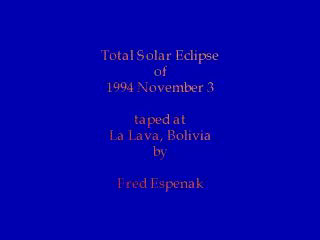 Total Solar Eclipse
of
1994 November 3
taped at
La Lava, Bolivia
by
Fred Espenak